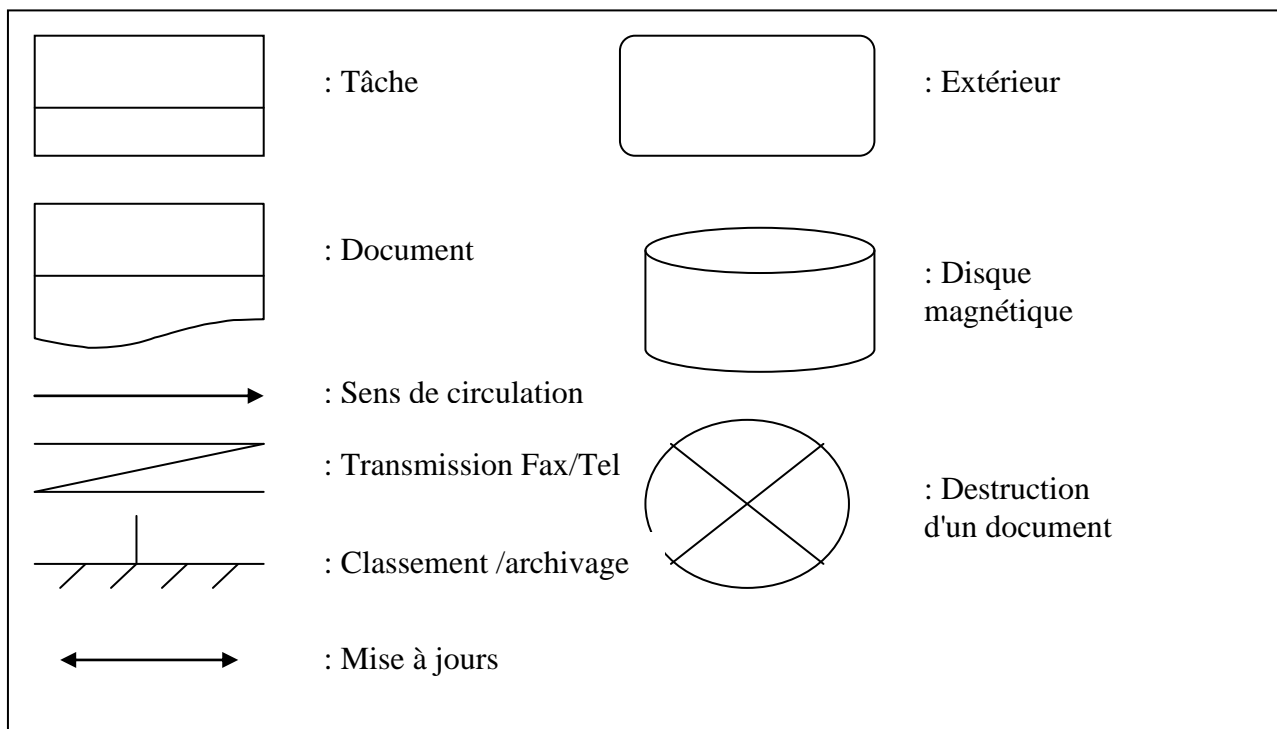 : Tâche
: Extérieur
: Document
: Disque
magnétique
: Sens de circulation
: Transmission Fax/Tel
: Destruction
d'un document
: Classement /archivage
: Mise à jours